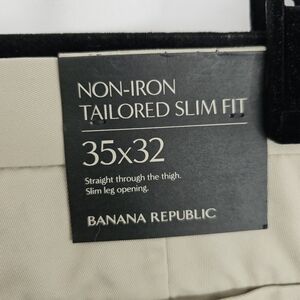 NON-IRON
TAILORED SLIM FIT
35x32
Straight through the thigh.
Slim leg opening.
BANANA REPUBLIC